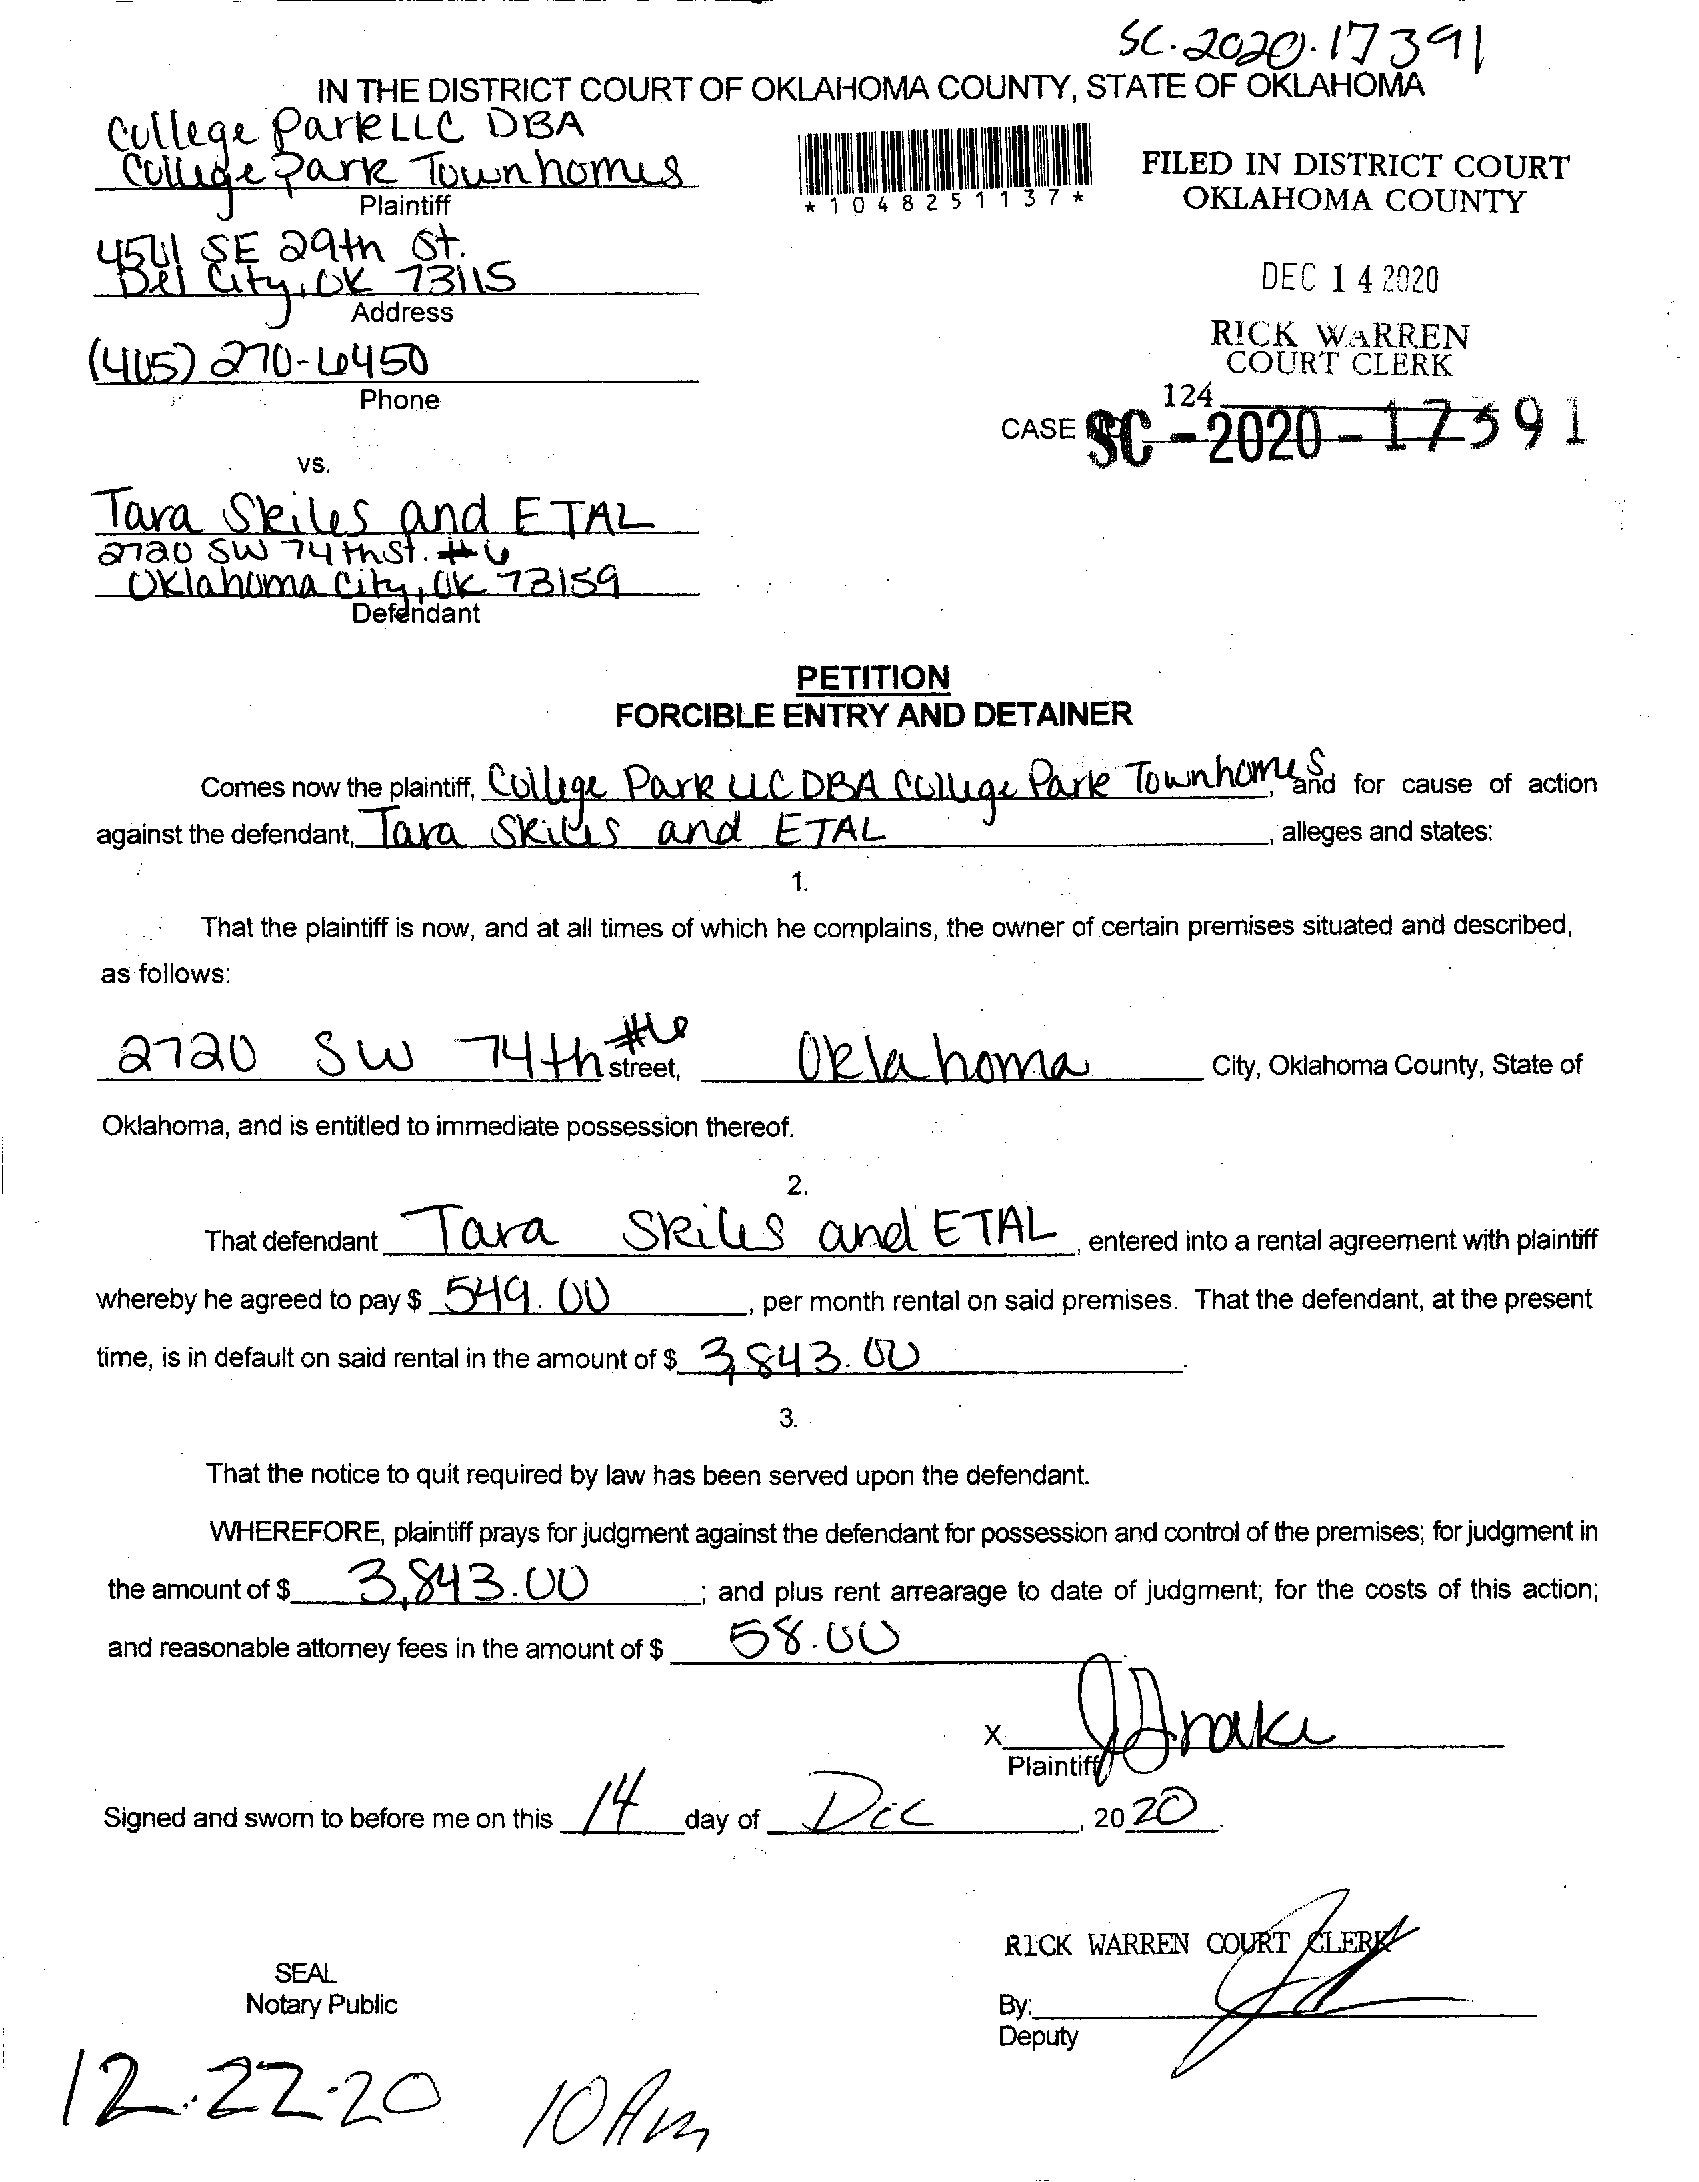 SC-2020-17391
IN THE DISTRICT COURT OF OKLAHOMA COUNTY, STATE OF OKLAHOMA
College Park LLC DBA
College Park Townhomes
Plaintiff
*1048251137*
FILED IN DISTRICT COURT
OKLAHOMA COUNTY
4511 SE 29th St.
Del City, OK 73115
Address
DEC 14 2020
RICK WARREN
COURT CLERK
(405) 270-6450
Phone
124
CASE SC-2020-17391
vs.
Tara Skiles and ETAL
2720 SW 74th St. #6
Oklahoma City, OK 73159
Defendant
PETITION
FORCIBLE ENTRY AND DETAINER
Comes now the plaintiff, College Park LLC DBA College Park Townhomes, and for cause of action
against the defendant, Tara Skiles and ETAL, alleges and states:
1.
That the plaintiff is now, and at all times of which he complains, the owner of certain premises situated and described,
as follows:
2720 SW 74th #6 street, Oklahoma City, Oklahoma County, State of
Oklahoma, and is entitled to immediate possession thereof.
2.
That defendant Tara Skiles and ETAL, entered into a rental agreement with plaintiff
whereby he agreed to pay $ 549.00, per month rental on said premises. That the defendant, at the present
time, is in default on said rental in the amount of $ 3,843.00.
3.
That the notice to quit required by law has been served upon the defendant.
WHEREFORE, plaintiff prays for judgment against the defendant for possession and control of the premises; for judgment in
the amount of $ 3,843.00; and plus rent arrearage to date of judgment; for the costs of this action;
and reasonable attorney fees in the amount of $ 58.00
X J Drake
Plaintiff
Signed and sworn to before me on this 14 day of Dec, 2020.
RICK WARREN COURT CLERK
SEAL
Notary Public
By:
Deputy
12-22-20 10 Am